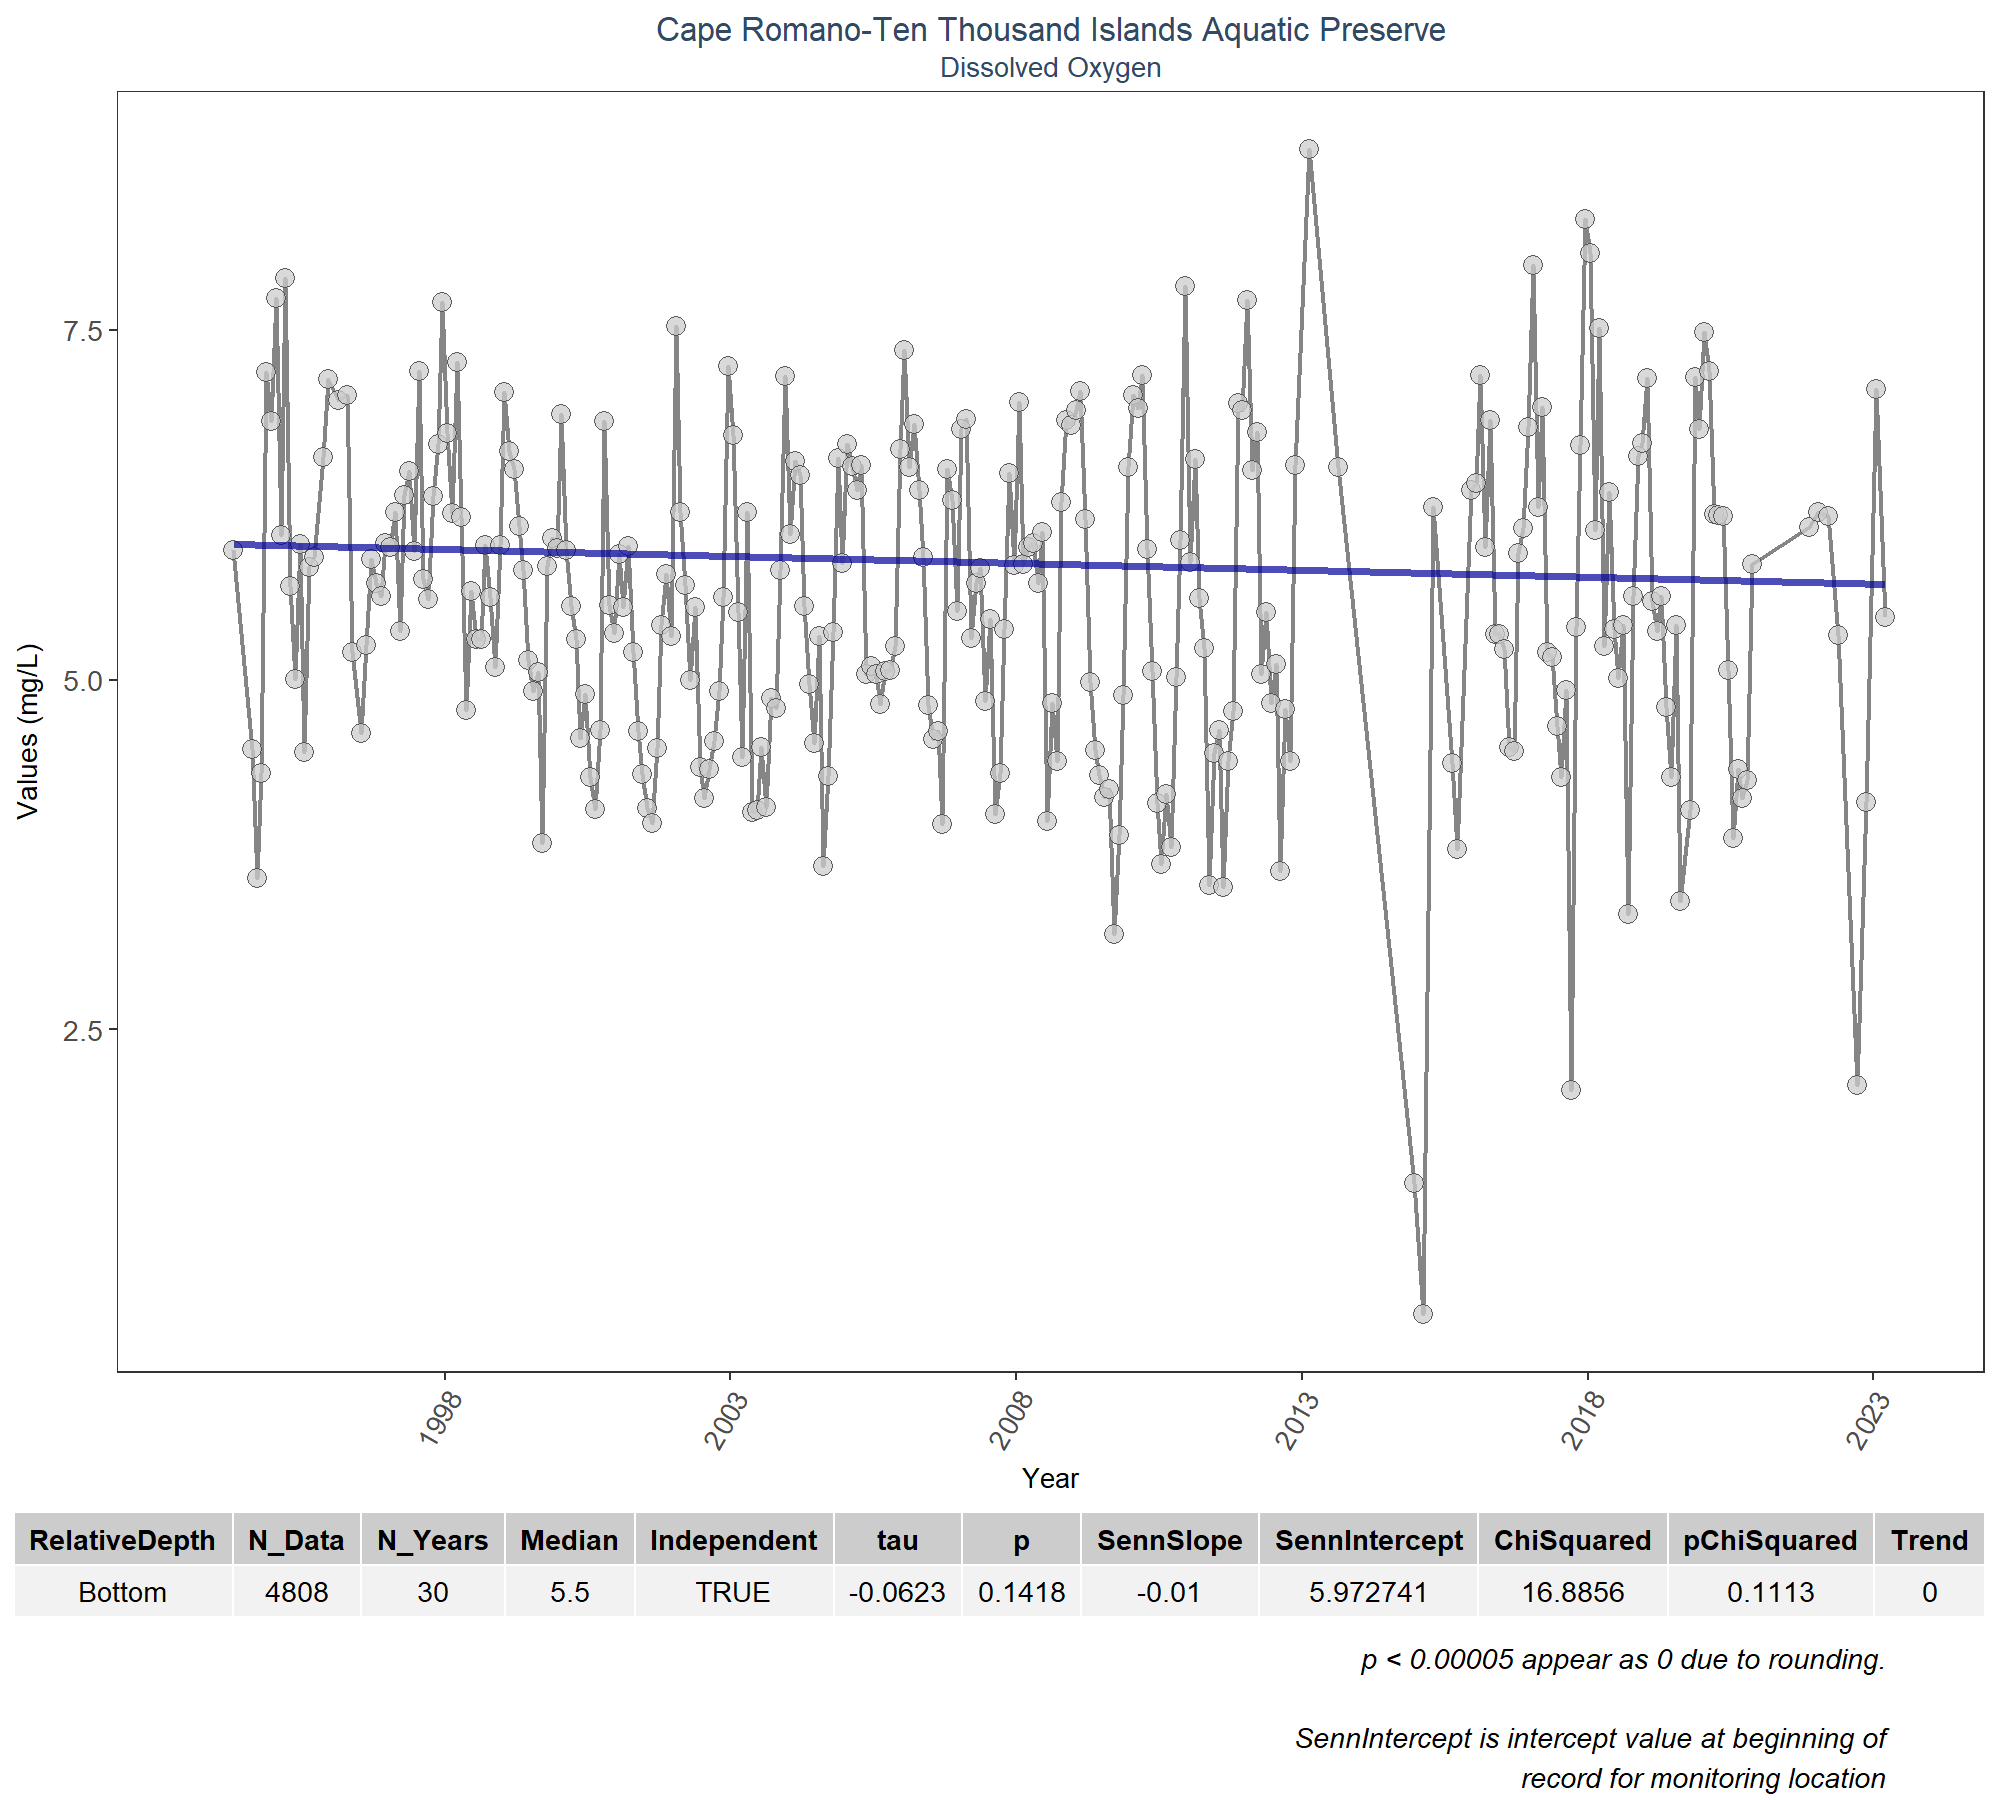 Cape Romano-Ten Thousand Islands Aquatic Preserve
Dissolved Oxygen
7.5
5.0
2.5
Values (mg/L)
1998 2003 2008 2013 2018 2023
Year
RelativeDepth N_Data N_Years Median Independent tau p SennSlope SennIntercept ChiSquared pChiSquared Trend
Bottom 4808 30 5.5 TRUE -0.0623 0.1418 -0.01 5.972741 16.8856 0.1113 0
p < 0.00005 appear as 0 due to rounding.
SennIntercept is intercept value at beginning of
record for monitoring location